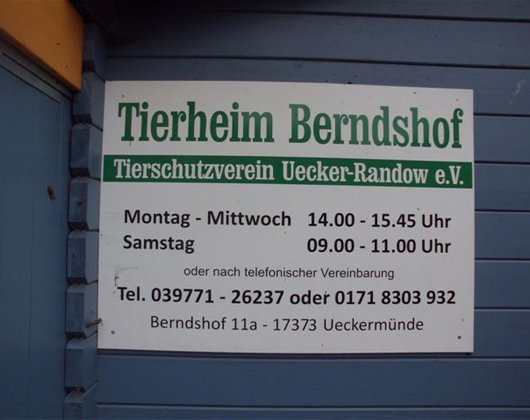 Tierheim Berndshof
Tierschutzverein Uecker-Randow e.V.
Montag - Mittwoch 14.00 - 15.45 Uhr
Samstag 09.00 - 11.00 Uhr
oder nach telefonischer Vereinbarung
Tel. 039771 - 26237 oder 0171 8303 932
Berndshof 11a - 17373 Ueckermünde